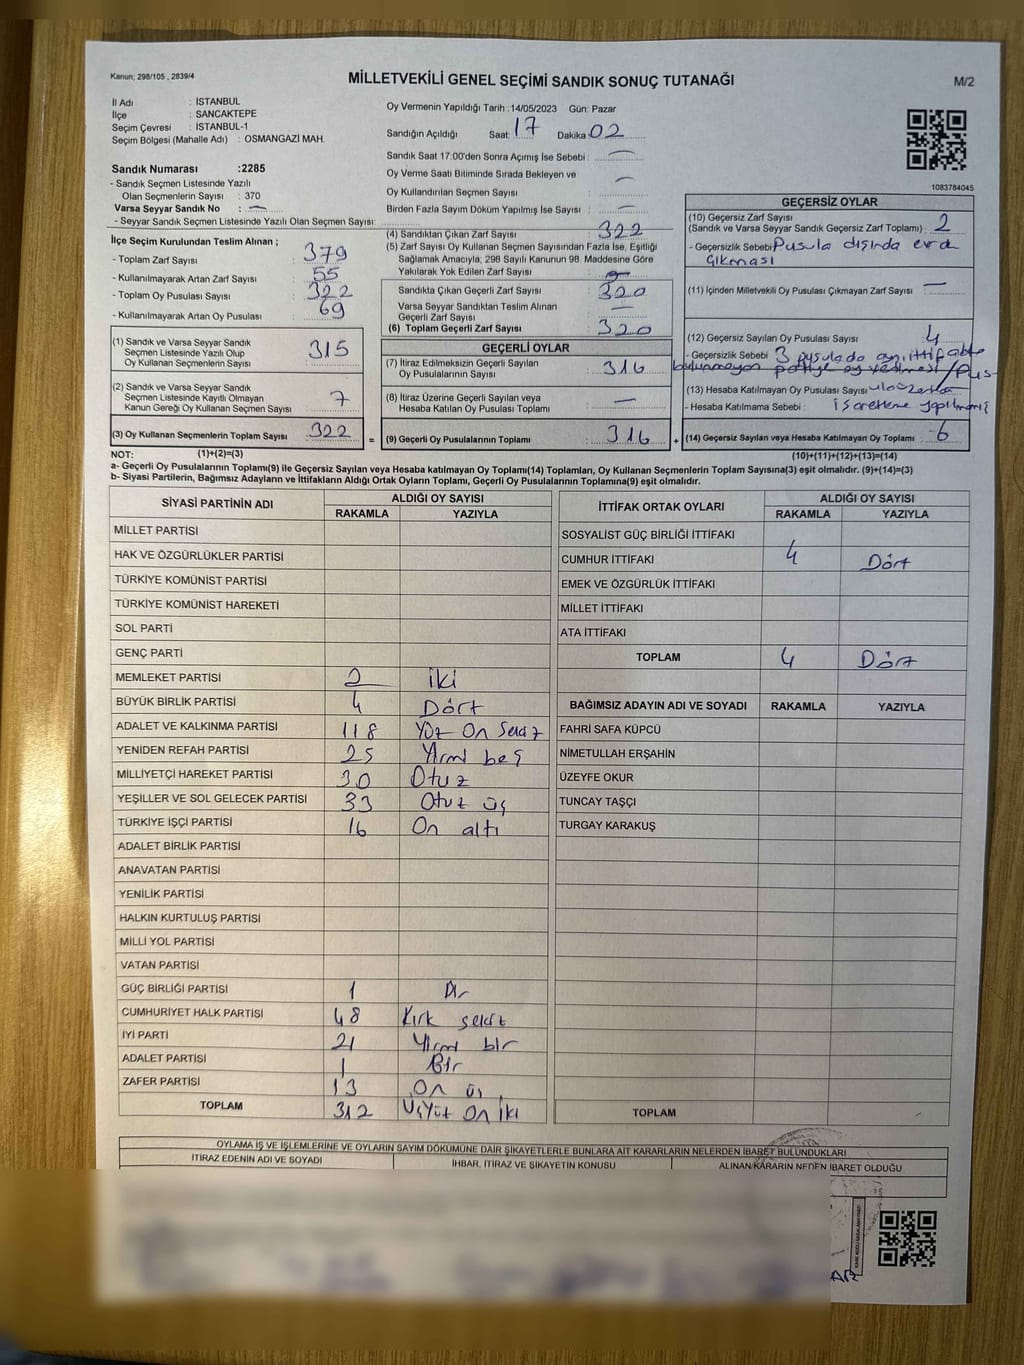 Kanun; 298/105 , 2839/4
MİLLETVEKİLİ GENEL SEÇİMİ SANDIK SONUÇ TUTANAĞI
M/2
İl Adı : İSTANBUL
İlçe : SANCAKTEPE
Seçim Çevresi : İSTANBUL-1
Seçim Bölgesi (Mahalle Adı) : OSMANGAZİ MAH.
Sandık Numarası :2285
- Sandık Seçmen Listesinde Yazılı
Olan Seçmenlerin Sayısı : 370
Varsa Seyyar Sandık No : —
- Seyyar Sandık Seçmen Listesinde Yazılı Olan Seçmen Sayısı:
Oy Vermenin Yapıldığı Tarih :14/05/2023 Gün: Pazar
Sandığın Açıldığı Saat: 17 Dakika 02
Sandık Saat 17:00'den Sonra Açımış İse Sebebi : —
Oy Verme Saati Bitiminde Sırada Bekleyen ve
Oy Kullandırılan Seçmen Sayısı : —
Birden Fazla Sayım Döküm Yapılmış İse Sayısı : —
1083784045
İlçe Seçim Kurulundan Teslim Alınan ;
- Toplam Zarf Sayısı : 379
- Kullanılmayarak Artan Zarf Sayısı : 55
- Toplam Oy Pusulası Sayısı : 322
- Kullanılmayarak Artan Oy Pusulası : 69
(1) Sandık ve Varsa Seyyar Sandık
Seçmen Listesinde Yazılı Olup
Oy Kullanan Seçmenlerin Sayısı : 315
(2) Sandık ve Varsa Seyyar Sandık
Seçmen Listesinde Kayıtlı Olmayan
Kanun Gereği Oy Kullanan Seçmen Sayısı : 7
(3) Oy Kullanan Seçmenlerin Toplam Sayısı : 322
(4) Sandıktan Çıkan Zarf Sayısı : 322
(5) Zarf Sayısı Oy Kullanan Seçmen Sayısından Fazla İse, Eşitliği
Sağlamak Amacıyla, 298 Sayılı Kanunun 98. Maddesine Göre
Yakılarak Yok Edilen Zarf Sayısı :
Sandıkta Çıkan Geçerli Zarf Sayısı : 320
Varsa Seyyar Sandıktan Teslim Alınan
Geçerli Zarf Sayısı : —
(6) Toplam Geçerli Zarf Sayısı : 320
GEÇERLİ OYLAR
(7) İtiraz Edilmeksizin Geçerli Sayılan
Oy Pusulalarının Sayısı : 316
(8) İtiraz Üzerine Geçerli Sayılan veya
Hesaba Katılan Oy Pusulası Toplamı : —
= (9) Geçerli Oy Pusulalarının Toplamı : 316
GEÇERSİZ OYLAR
(10) Geçersiz Zarf Sayısı
(Sandık ve Varsa Seyyar Sandık Geçersiz Zarf Toplamı) : 2
- Geçersizlik Sebebi Pusula dışında evrak
çıkması
(11) İçinden Milletvekili Oy Pusulası Çıkmayan Zarf Sayısı : —
(12) Geçersiz Sayılan Oy Pusulası Sayısı : 4
- Geçersizlik Sebebi 3 pusulada aynı ittifakta
bulunmayan partiye oy verilmesi / pus-
(13) Hesaba Katılmayan Oy Pusulası Sayısı
- Hesaba Katılmama Sebebi : işaretleme yapılmamış
+ (14) Geçersiz Sayılan veya Hesaba Katılmayan Oy Toplamı : 6
NOT: (1)+(2)=(3)
(10)+(11)+(12)+(13)=(14)
a- Geçerli Oy Pusulalarının Toplamı(9) ile Geçersiz Sayılan veya Hesaba katılmayan Oy Toplamı(14) Toplamları, Oy Kullanan Seçmenlerin Toplam Sayısına(3) eşit olmalıdır. (9)+(14)=(3)
b- Siyasi Partilerin, Bağımsız Adayların ve İttifakların Aldığı Ortak Oyların Toplamı, Geçerli Oy Pusulalarının Toplamına(9) eşit olmalıdır.
SİYASİ PARTİNİN ADI ALDIĞI OY SAYISI
RAKAMLA YAZIYLA
MİLLET PARTİSİ
HAK VE ÖZGÜRLÜKLER PARTİSİ
TÜRKİYE KOMÜNİST PARTİSİ
TÜRKİYE KOMÜNİST HAREKETİ
SOL PARTİ
GENÇ PARTİ
MEMLEKET PARTİSİ 2 İki
BÜYÜK BİRLİK PARTİSİ 4 Dört
ADALET VE KALKINMA PARTİSİ 118 Yüz On Sekiz
YENİDEN REFAH PARTİSİ 25 Yirmi beş
MİLLİYETÇİ HAREKET PARTİSİ 30 Otuz
YEŞİLLER VE SOL GELECEK PARTİSİ 33 Otuz üç
TÜRKİYE İŞÇİ PARTİSİ 16 On altı
ADALET BİRLİK PARTİSİ
ANAVATAN PARTİSİ
YENİLİK PARTİSİ
HALKIN KURTULUŞ PARTİSİ
MİLLİ YOL PARTİSİ
VATAN PARTİSİ
GÜÇ BİRLİĞİ PARTİSİ 1 Bir
CUMHURİYET HALK PARTİSİ 48 Kırk sekiz
İYİ PARTİ 21 Yirmi bir
ADALET PARTİSİ 1 Bir
ZAFER PARTİSİ 13 On üç
TOPLAM 312 Üçyüz On İki
İTTİFAK ORTAK OYLARI ALDIĞI OY SAYISI
RAKAMLA YAZIYLA
SOSYALİST GÜÇ BİRLİĞİ İTTİFAKI
CUMHUR İTTİFAKI 4 Dört
EMEK VE ÖZGÜRLÜK İTTİFAKI
MİLLET İTTİFAKI
ATA İTTİFAKI
TOPLAM 4 Dört
BAĞIMSIZ ADAYIN ADI VE SOYADI RAKAMLA YAZIYLA
FAHRİ SAFA KÜPCÜ
NİMETULLAH ERŞAHİN
ÜZEYFE OKUR
TUNCAY TAŞÇI
TURGAY KARAKUŞ
TOPLAM
OYLAMA İŞ VE İŞLEMLERİNE VE OYLARIN SAYIM DÖKÜMÜNE DAİR ŞİKAYETLERLE BUNLARA AİT KARARLARIN NELERDEN İBARET BULUNDUKLARI
İTİRAZ EDENİN ADI VE SOYADI İHBAR, İTİRAZ VE ŞİKAYETİN KONUSU ALINAN KARARIN NEDEN İBARET OLDUĞU